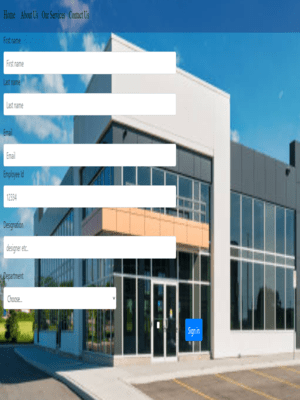 Home About Us Our Services Contact Us
First name
First name
Last name
Last name
Email
Email
Employee id
12334
Designation
designer etc..
Department
Choose...
Sign in